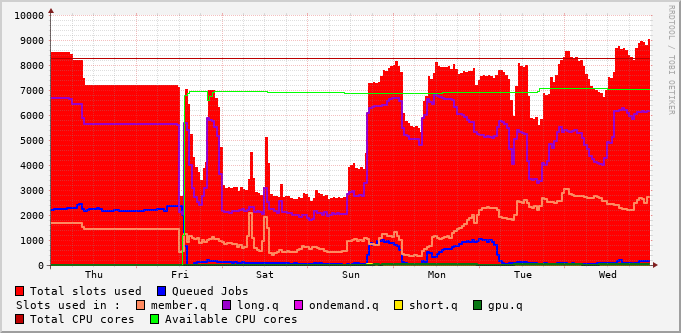 10000
9000
8000
7000
6000
5000
4000
3000
2000
1000
0
Thu Fri Sat Sun Mon Tue Wed
RRDTOOL / TOBI OETIKER
Total slots used Queued Jobs
Slots used in : member.q long.q ondemand.q short.q gpu.q
Total CPU cores Available CPU cores